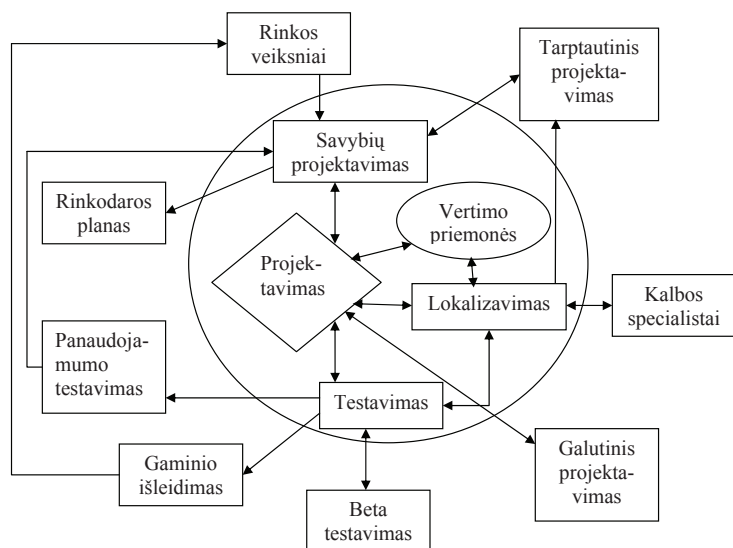 Rinkos
veiksniai
Tarptautinis
projekta-
vimas
Savybių
projektavimas
Rinkodaros
planas
Vertimo
priemonės
Projek-
tavimas
Lokalizavimas
Kalbos
specialistai
Panaudoja-
mumo
testavimas
Testavimas
Gaminio
išleidimas
Galutinis
projekta-
vimas
Beta
testavimas